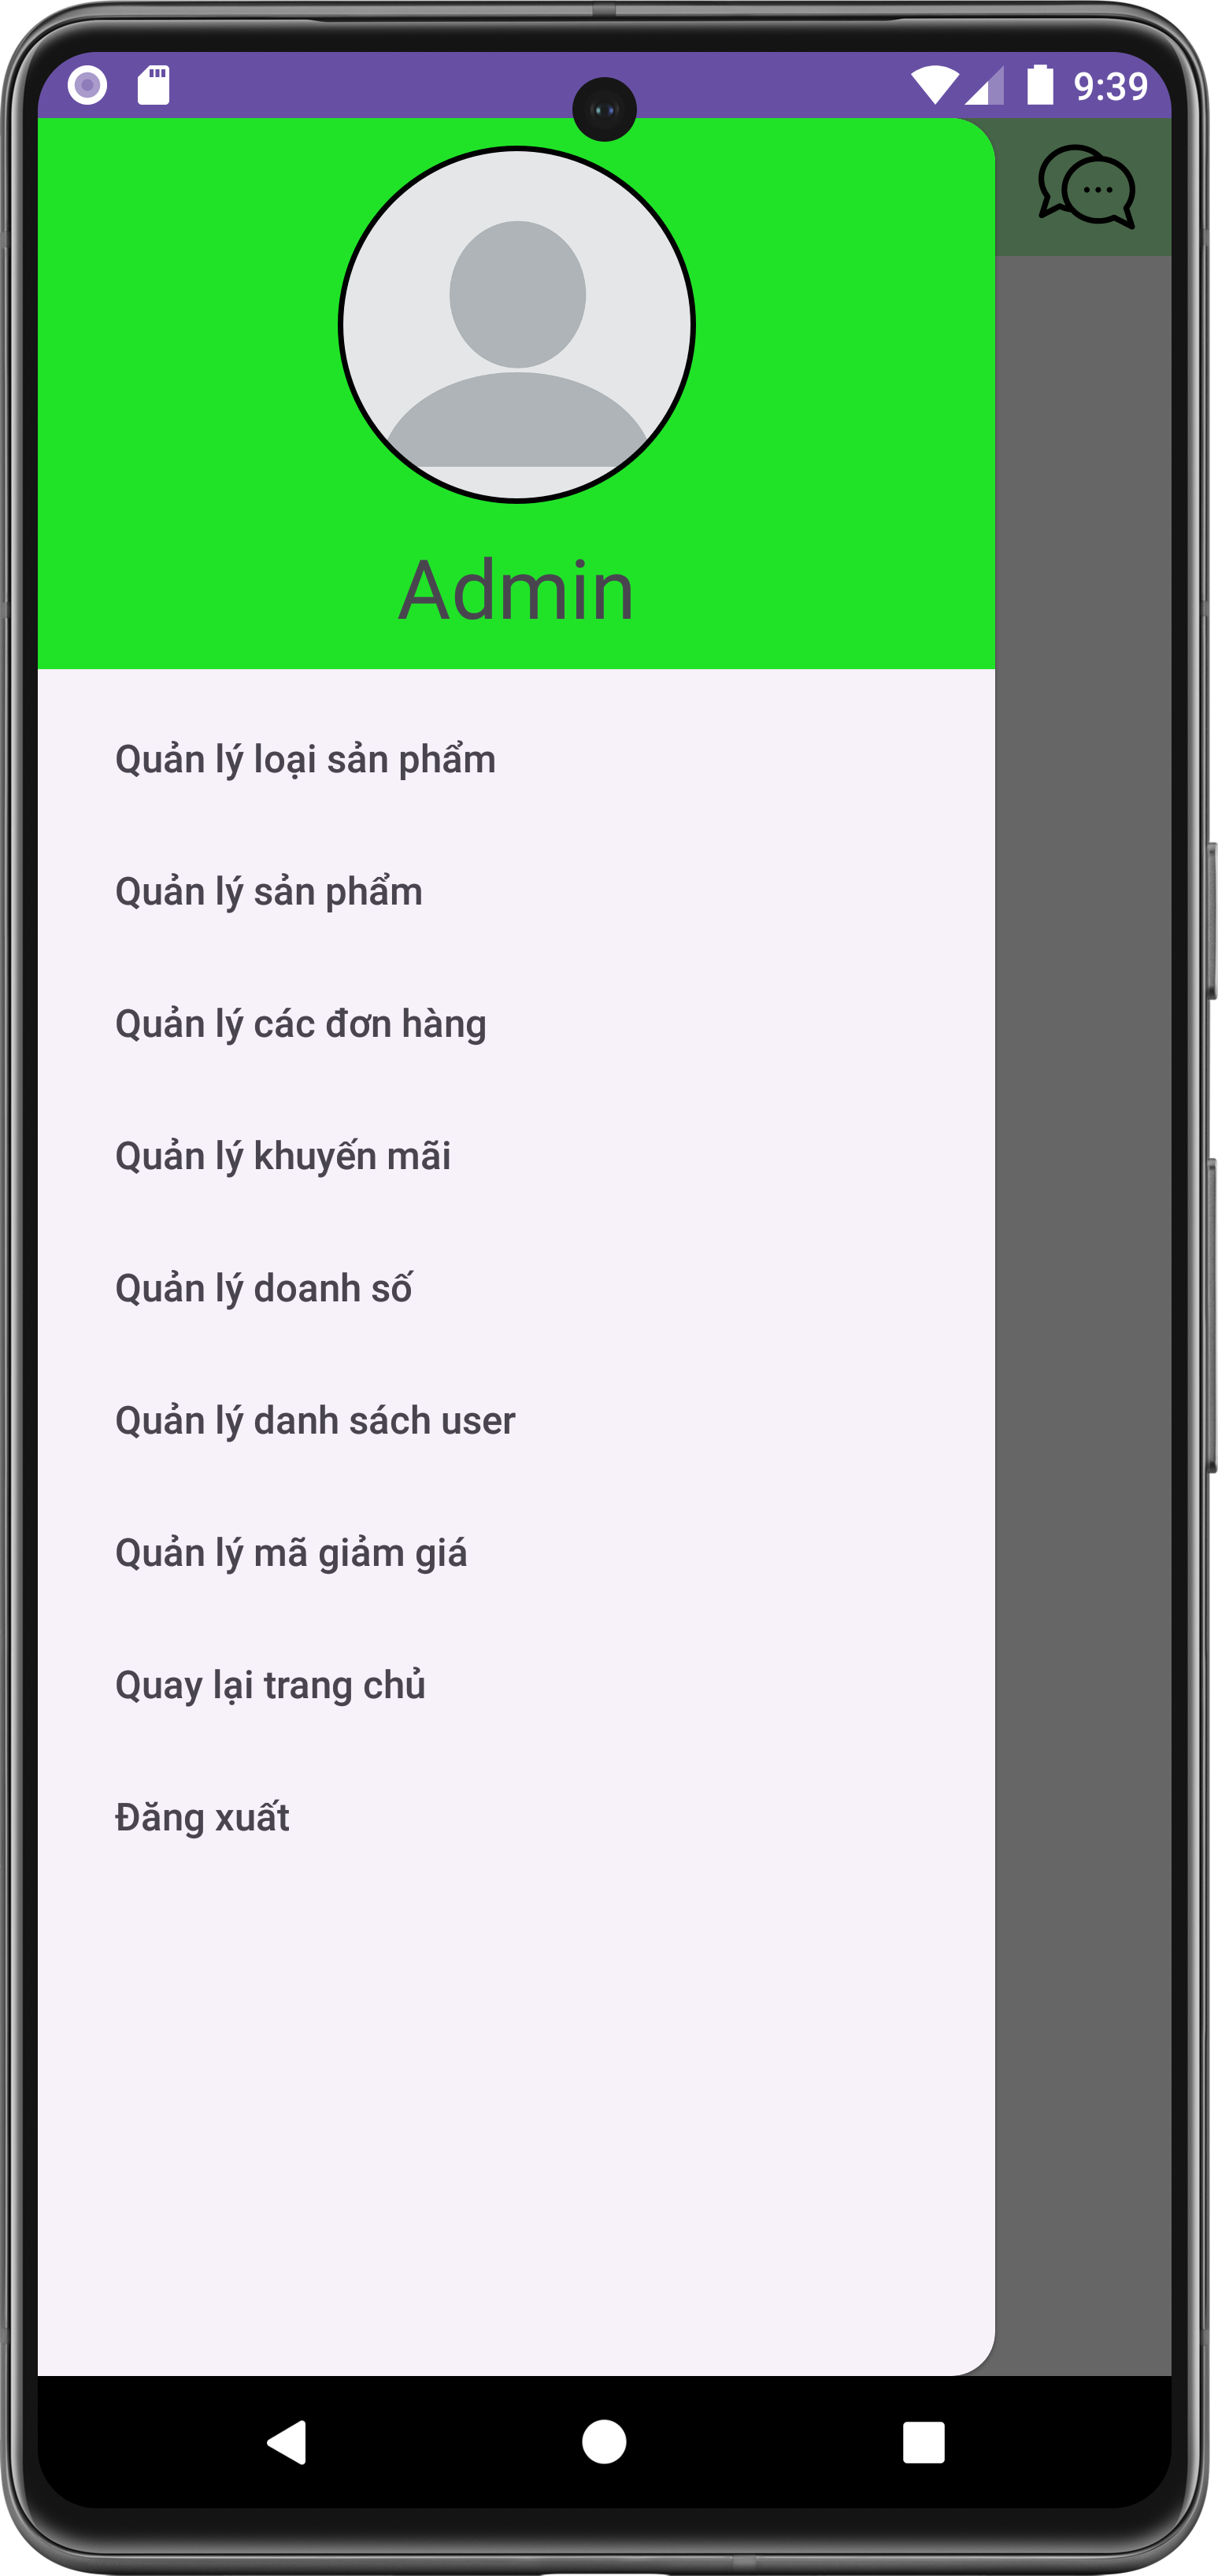 9:39
Admin
Quản lý loại sản phẩm
Quản lý sản phẩm
Quản lý các đơn hàng
Quản lý khuyến mãi
Quản lý doanh số
Quản lý danh sách user
Quản lý mã giảm giá
Quay lại trang chủ
Đăng xuất